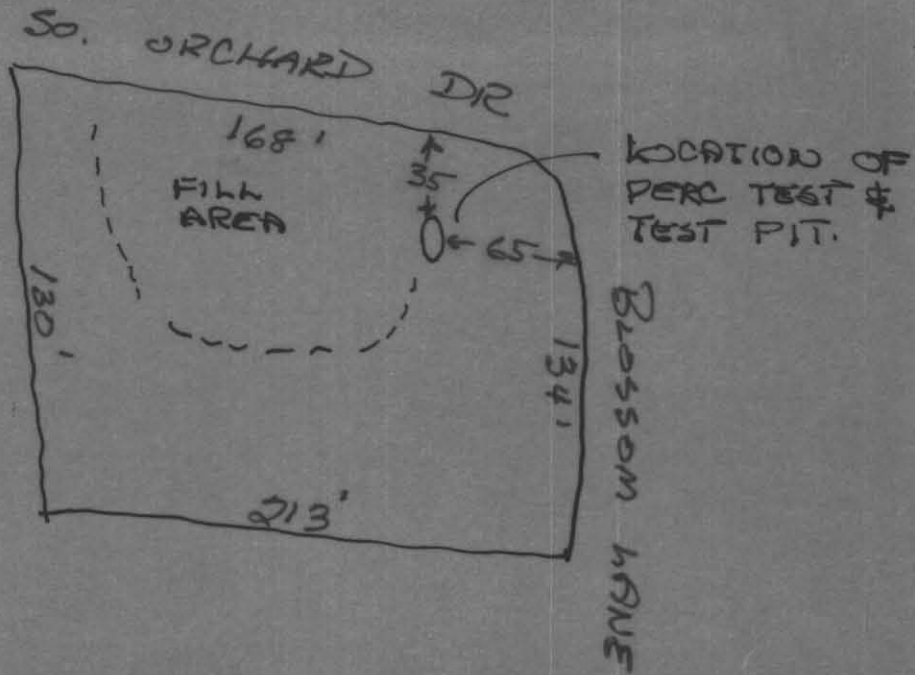 So. ORCHARD DR
168'
35
FILL
AREA
LOCATION OF
PERC TEST &
TEST PIT.
65
130'
134'
BLOSSOM LANE
213'